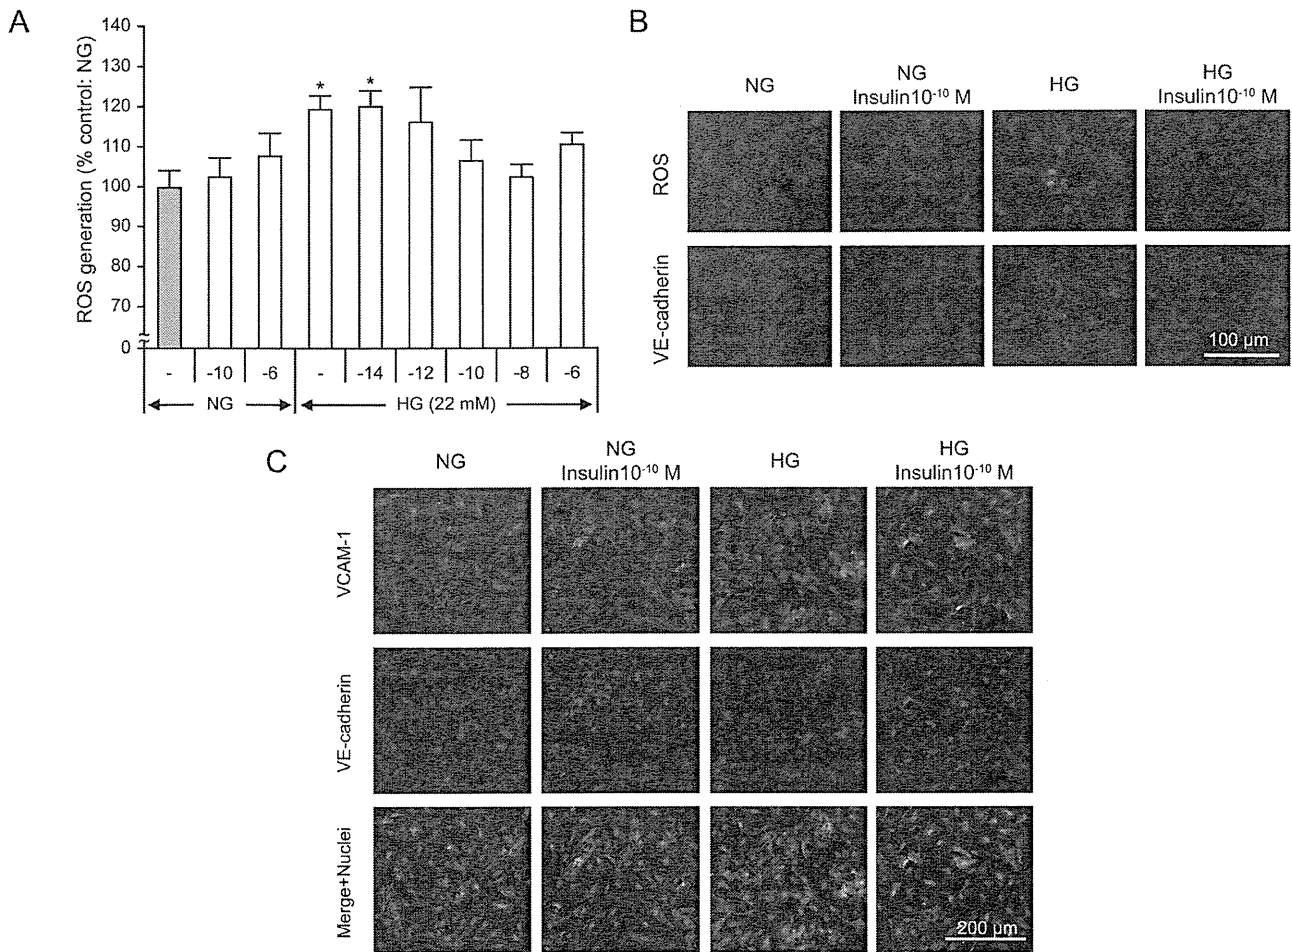 A
ROS generation (% control: NG)
140
130
120
110
100
90
80
70
0
* *
- -10 -6 - -14 -12 -10 -8 -6
NG HG (22 mM)
B
NG
NG
Insulin10⁻¹⁰ M
HG
HG
Insulin10⁻¹⁰ M
ROS
VE-cadherin
100 µm
C
NG
NG
Insulin10⁻¹⁰ M
HG
HG
Insulin10⁻¹⁰ M
VCAM-1
VE-cadherin
Merge+Nuclei
200 µm